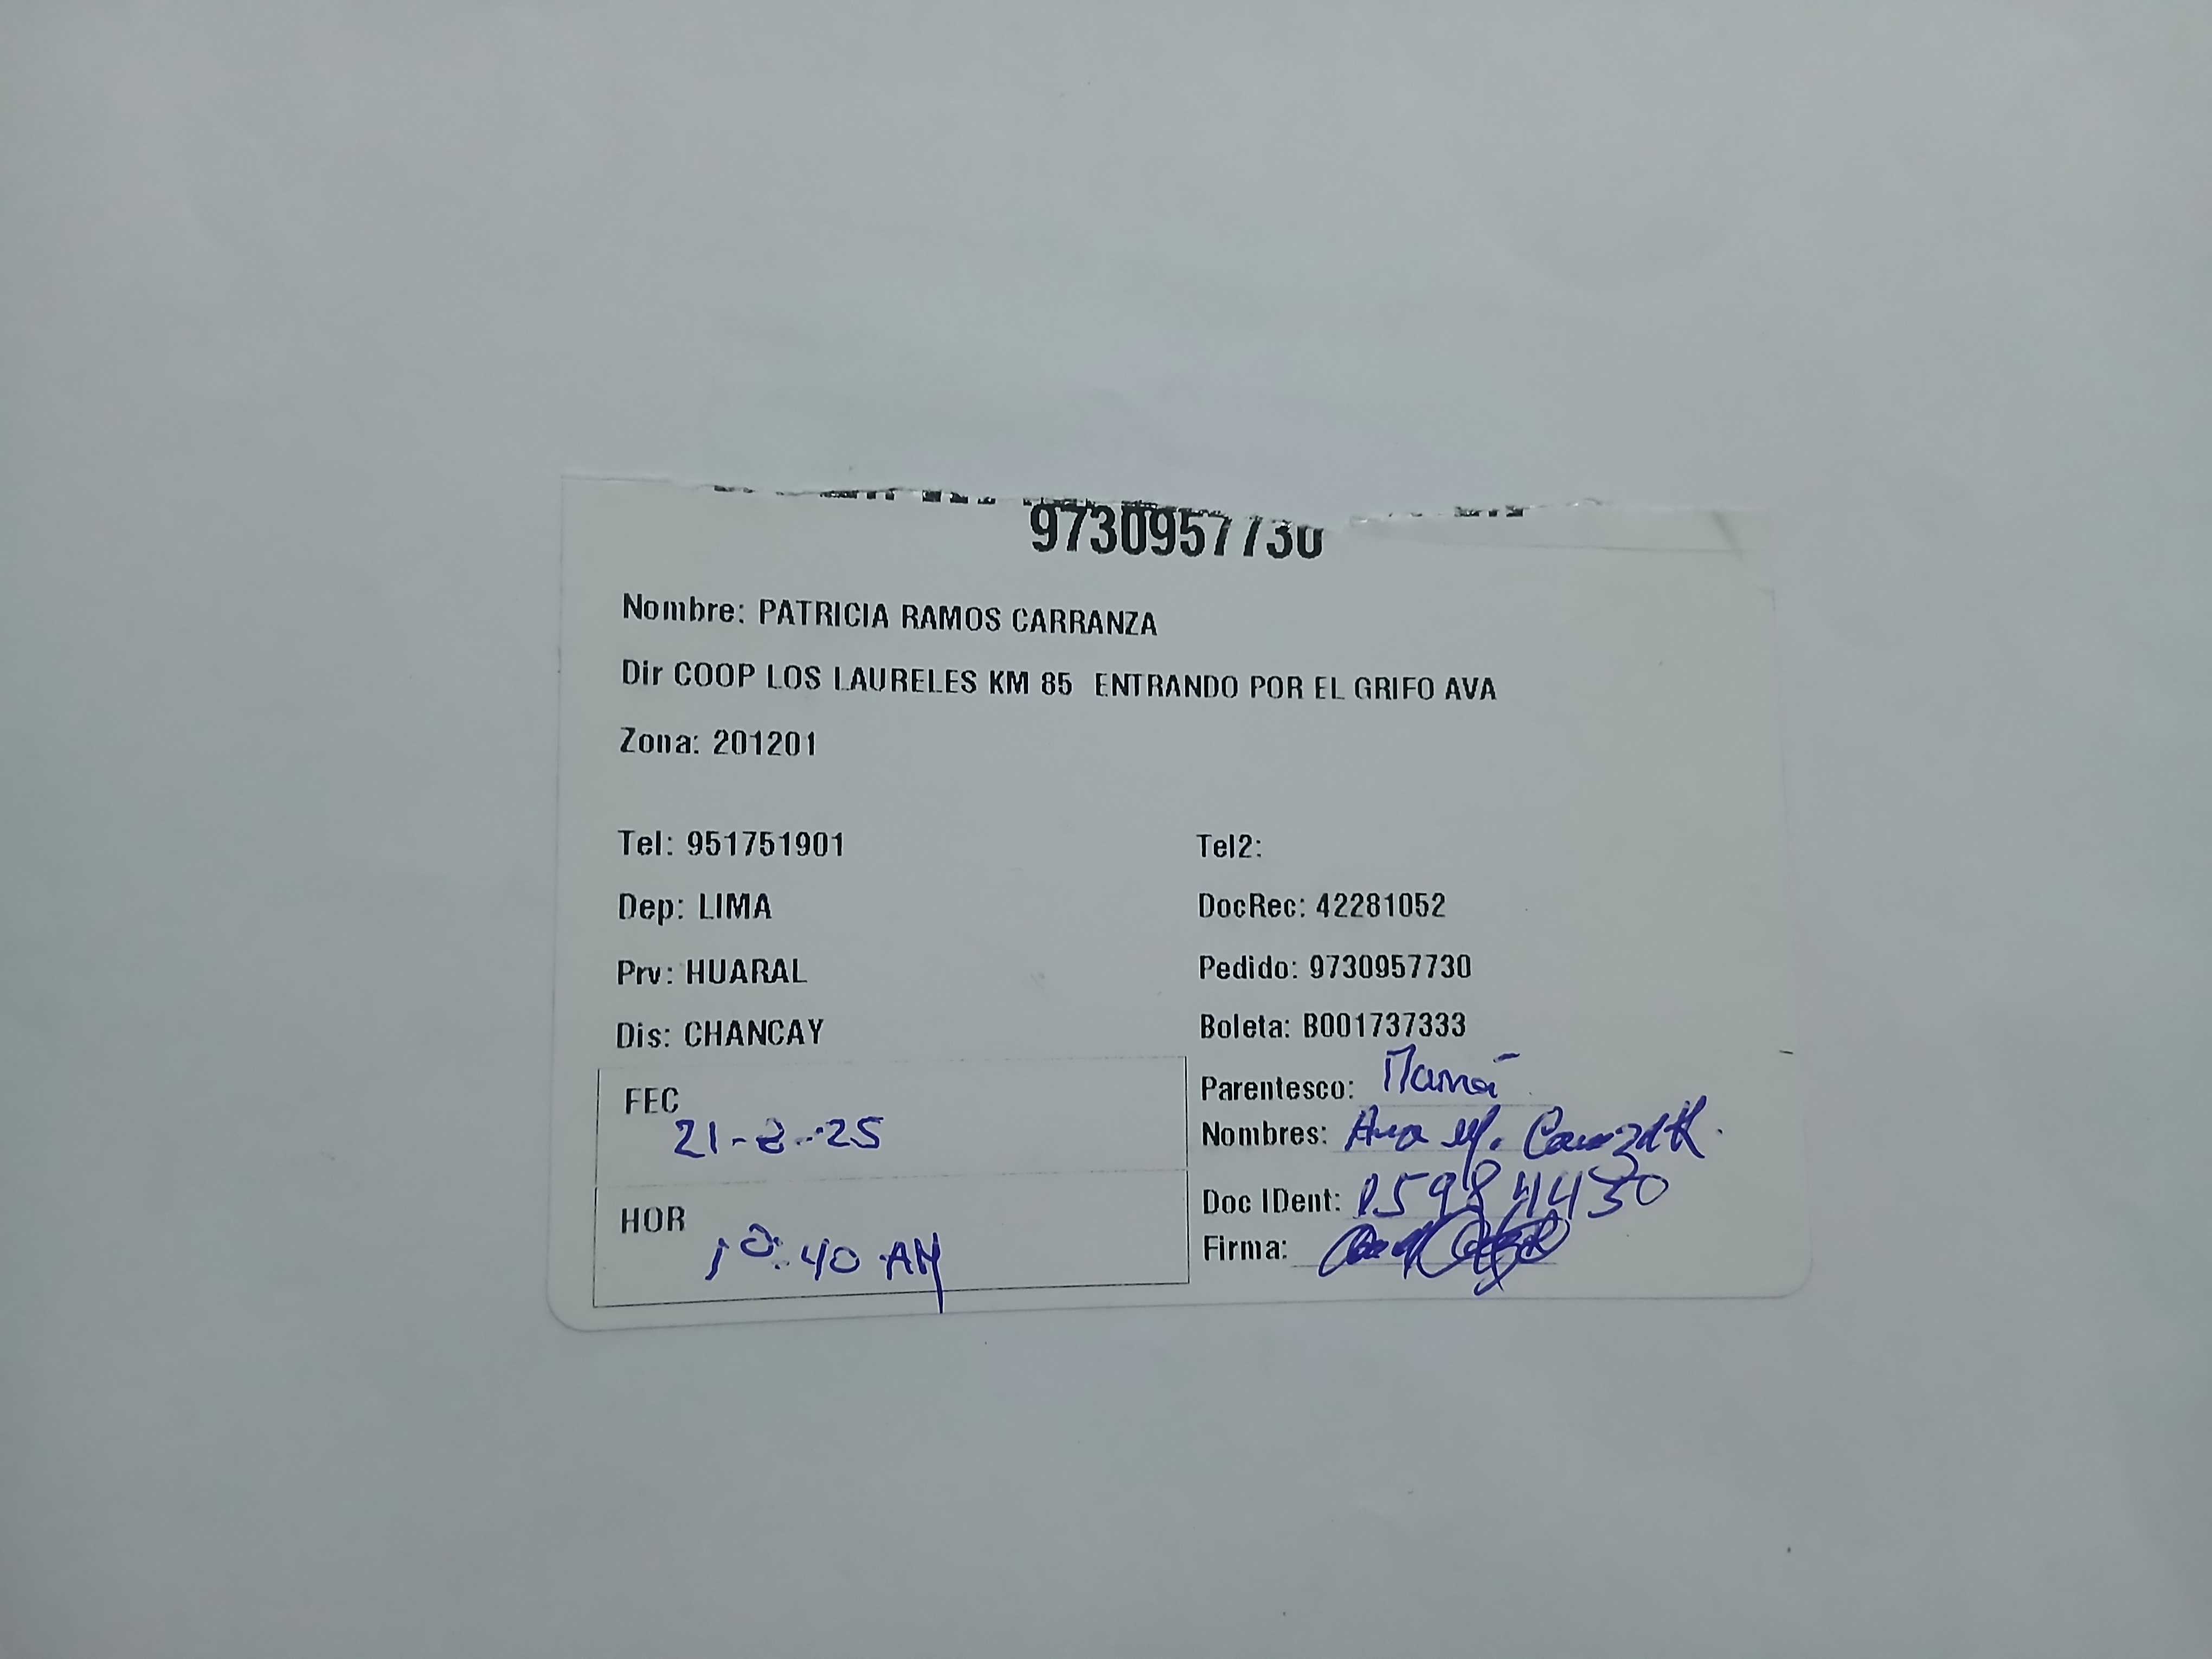 9730957730
Nombre: PATRICIA RAMOS CARRANZA
Dir COOP LOS LAURELES KM 85 ENTRANDO POR EL GRIFO AVA
Zona: 201201
Tel: 951751901
Tel2:
Dep: LIMA
DocRec: 42281052
Prv: HUARAL
Pedido: 9730957730
Dis: CHANCAY
Boleta: B001737333
FEC
21-2-25
Parentesco: Mamá
Nombres: Ana M.
Doc IDent:
HOR
10:40 AM
Firma: